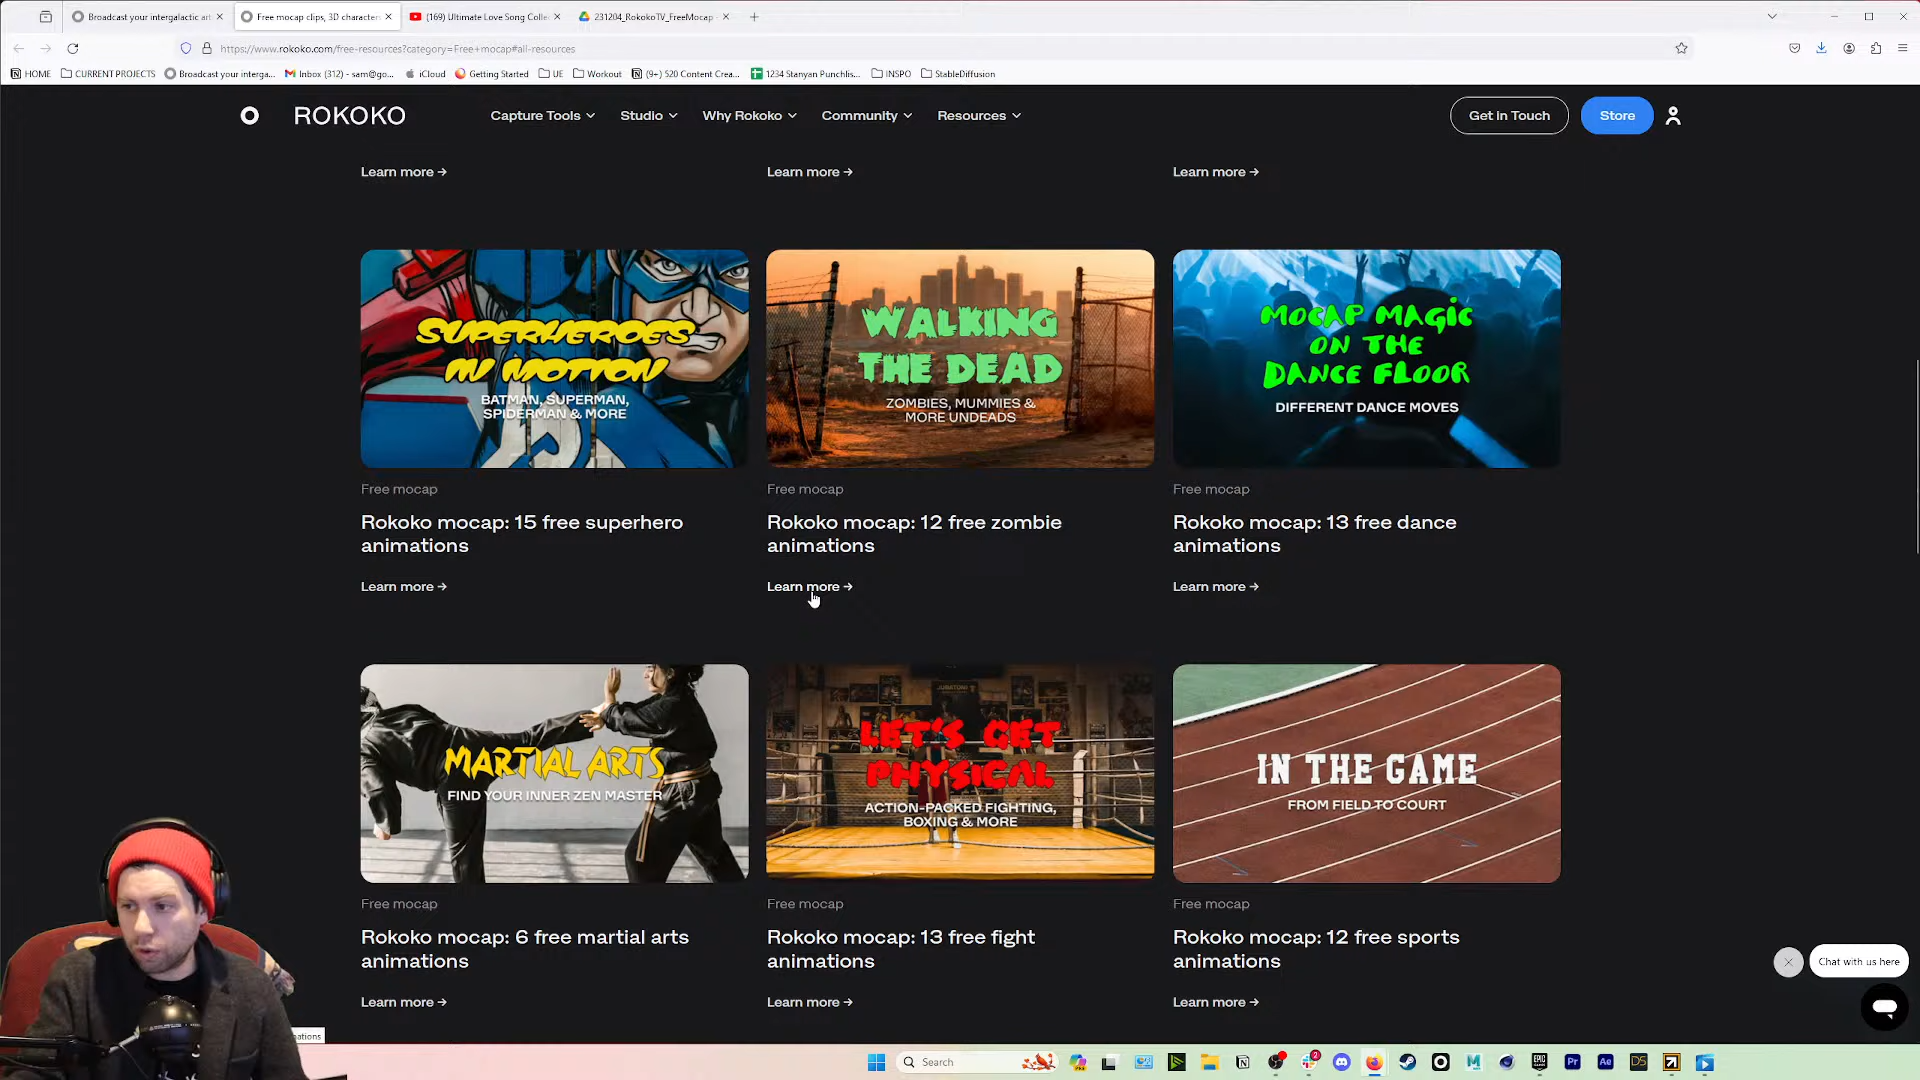 Broadcast your intergalactic ar
Free mocap clips, 3D character
(169) Ultimate Love Song Colle
231204_RokokoTV_FreeMocap
https://www.rokoko.com/free-resources?category=Free+mocap#all-resources
HOME
CURRENT PROJECTS
Broadcast your interga...
Inbox (312) - sam@go...
iCloud
Getting Started
UE
Workout
(9+) 520 Content Crea...
1234 Stanyan Punchlis...
INSPO
StableDiffusion
ROKOKO
Capture Tools
Studio
Why Rokoko
Community
Resources
Get in Touch
Store
Learn more →
Learn more →
Learn more →
SUPERHEROES
IN MOTION
BATMAN, SUPERMAN,
SPIDERMAN & MORE
WALKING
THE DEAD
ZOMBIES, MUMMIES &
MORE UNDEADS
MOCAP MAGIC
ON THE
DANCE FLOOR
DIFFERENT DANCE MOVES
Free mocap
Free mocap
Free mocap
Rokoko mocap: 15 free superhero
animations
Rokoko mocap: 12 free zombie
animations
Rokoko mocap: 13 free dance
animations
Learn more →
Learn more →
Learn more →
MARTIAL ARTS
FIND YOUR INNER ZEN MASTER
LET'S GET
PHYSICAL
ACTION-PACKED FIGHTING,
BOXING & MORE
IN THE GAME
FROM FIELD TO COURT
Free mocap
Free mocap
Free mocap
Rokoko mocap: 6 free martial arts
animations
Rokoko mocap: 13 free fight
animations
Rokoko mocap: 12 free sports
animations
Learn more →
Learn more →
Learn more →
Chat with us here
ations
Search